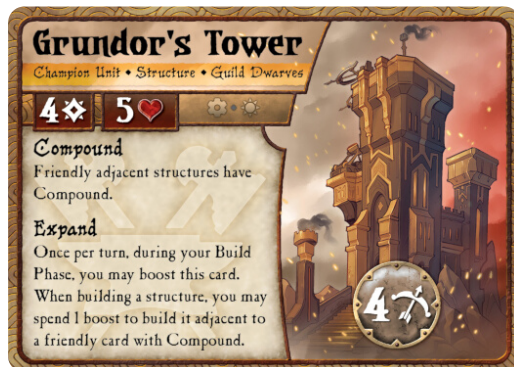 Grundor's Tower
Champion Unit • Structure • Guild Dwarves
4 5
Compound
Friendly adjacent structures have
Compound.
Expand
Once per turn, during your Build
Phase, you may boost this card.
When building a structure, you may
spend 1 boost to build it adjacent to
a friendly card with Compound.
4